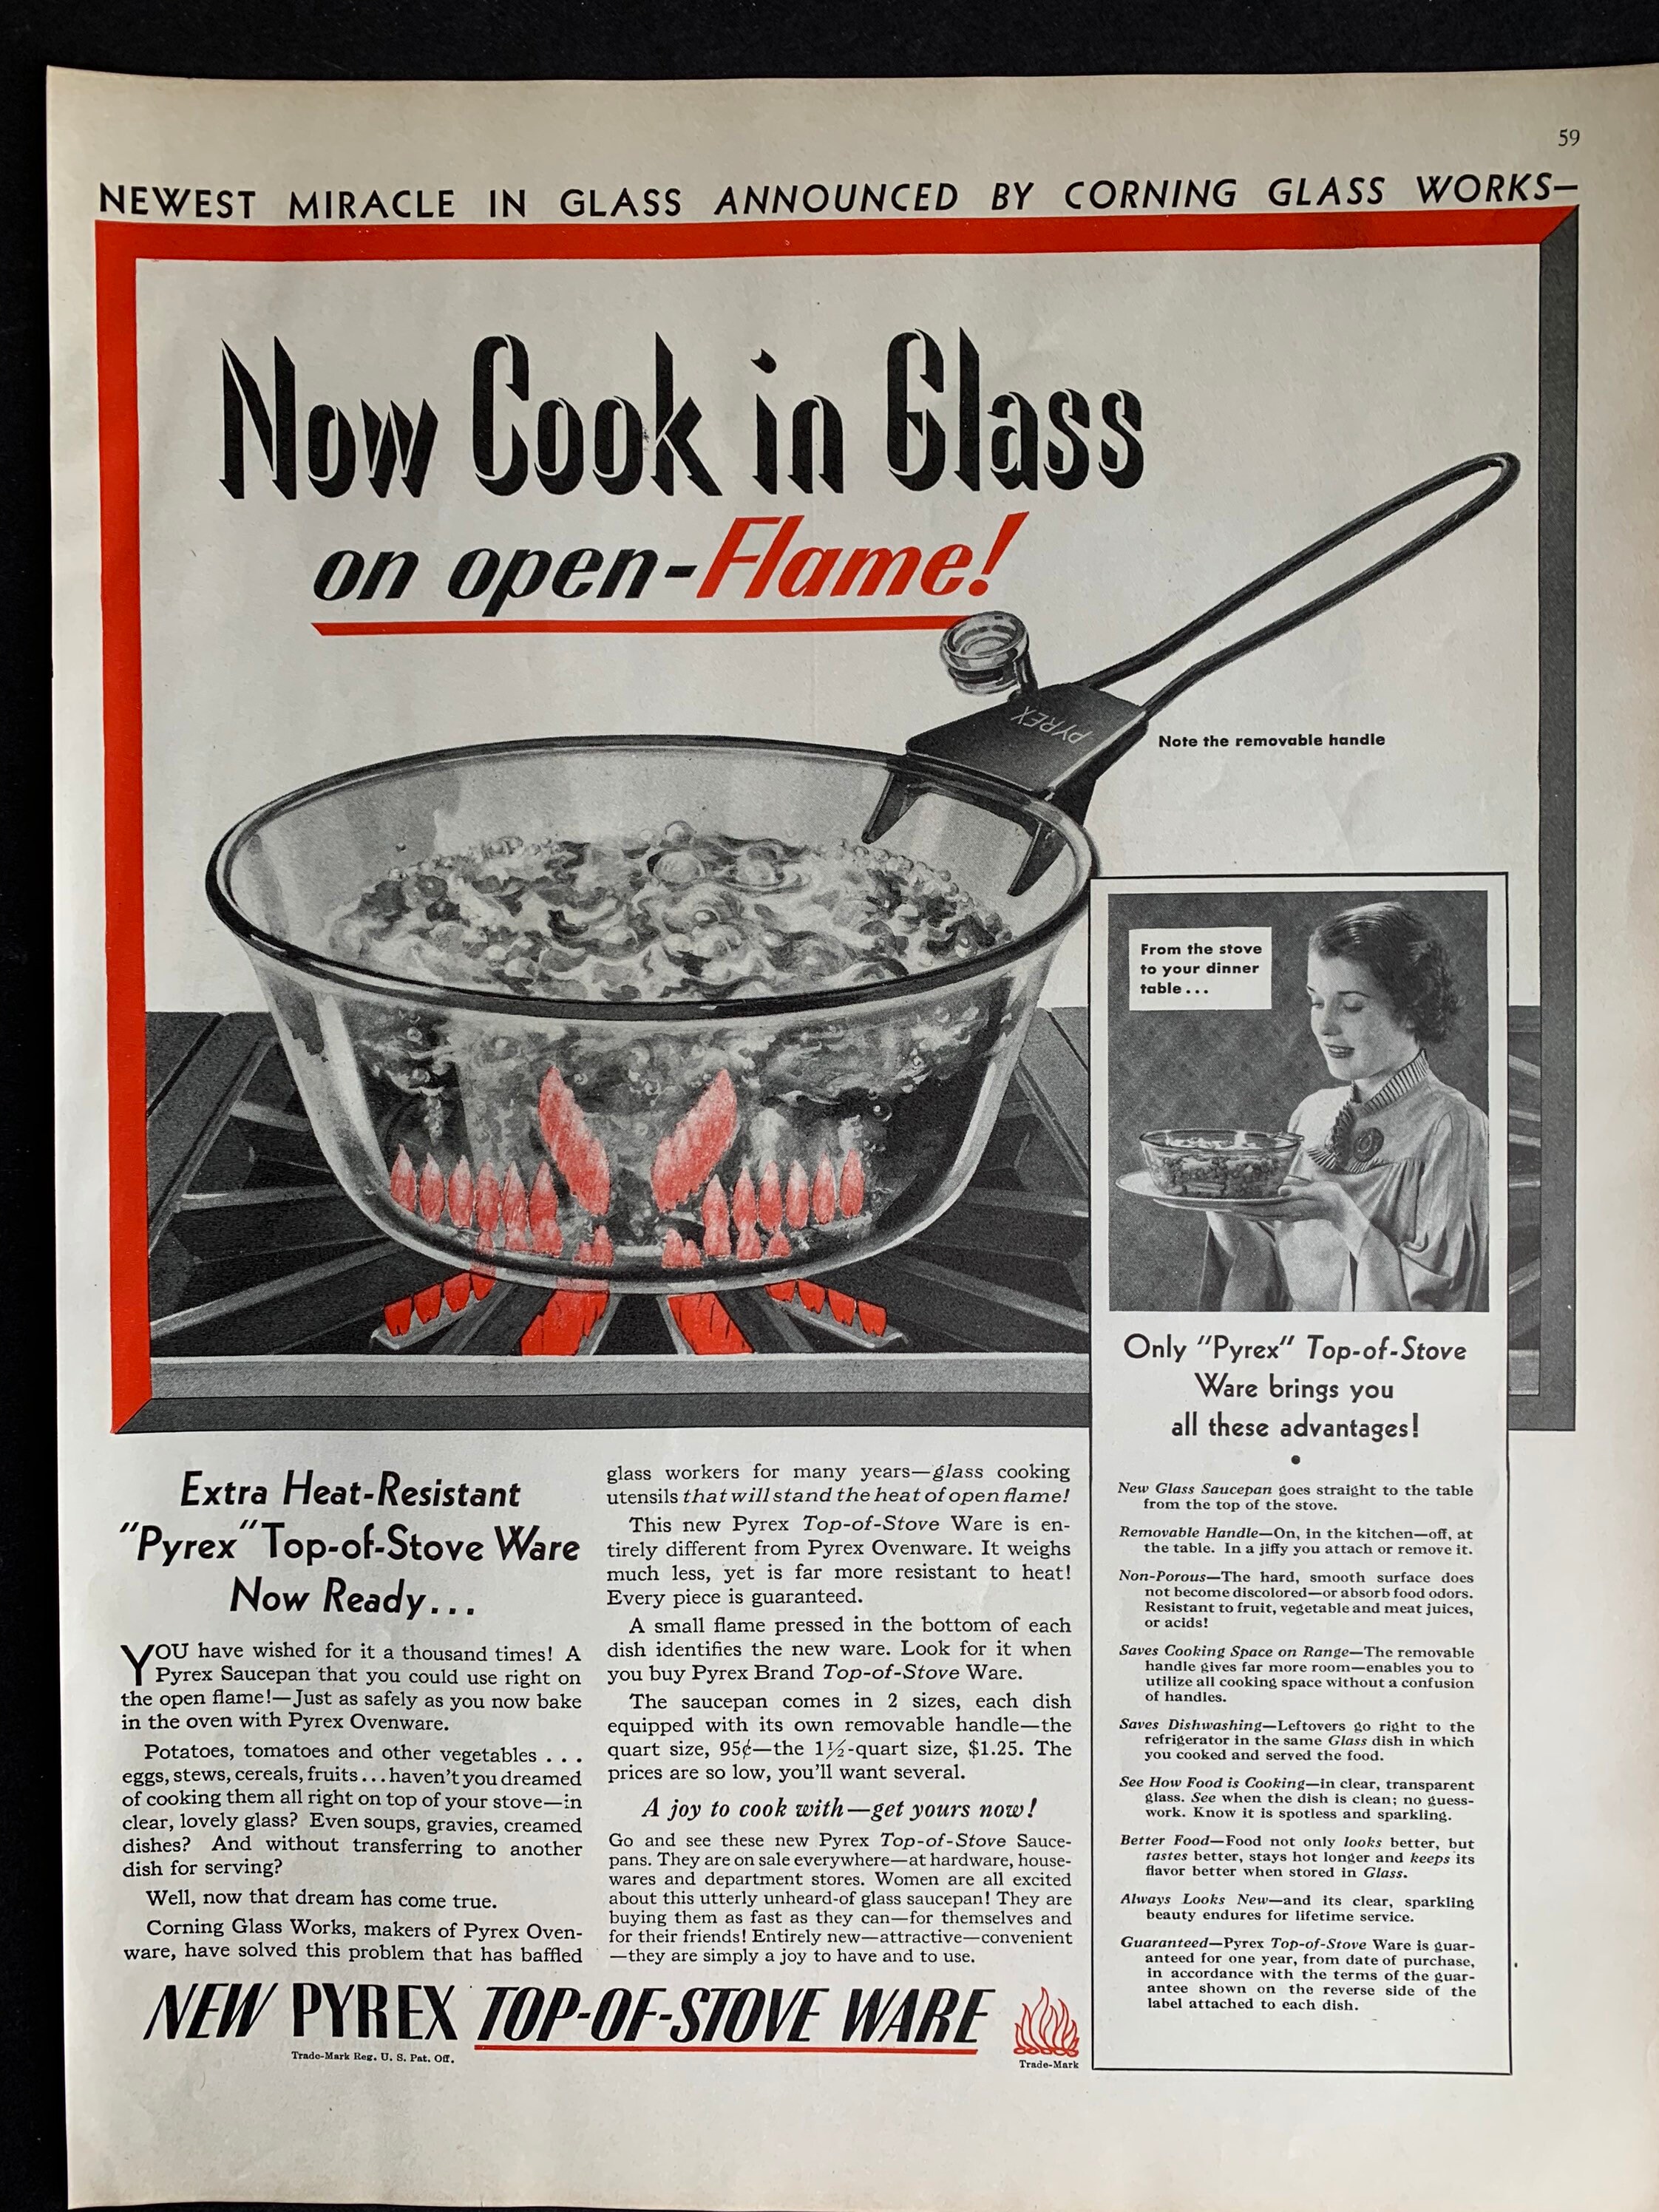 59
NEWEST MIRACLE IN GLASS ANNOUNCED BY CORNING GLASS WORKS—
Now Cook in Glass
on open-Flame!
PYREX
Note the removable handle
From the stove
to your dinner
table...
Extra Heat-Resistant
"Pyrex" Top-of-Stove Ware
Now Ready...
YOU have wished for it a thousand times! A
Pyrex Saucepan that you could use right on
the open flame!—Just as safely as you now bake
in the oven with Pyrex Ovenware.
Potatoes, tomatoes and other vegetables . . .
eggs, stews, cereals, fruits...haven't you dreamed
of cooking them all right on top of your stove—in
clear, lovely glass? Even soups, gravies, creamed
dishes? And without transferring to another
dish for serving?
Well, now that dream has come true.
Corning Glass Works, makers of Pyrex Oven-
ware, have solved this problem that has baffled
glass workers for many years—glass cooking
utensils that will stand the heat of open flame!
This new Pyrex Top-of-Stove Ware is en-
tirely different from Pyrex Ovenware. It weighs
much less, yet is far more resistant to heat!
Every piece is guaranteed.
A small flame pressed in the bottom of each
dish identifies the new ware. Look for it when
you buy Pyrex Brand Top-of-Stove Ware.
The saucepan comes in 2 sizes, each dish
equipped with its own removable handle—the
quart size, 95¢—the 1½-quart size, $1.25. The
prices are so low, you'll want several.
A joy to cook with—get yours now!
Go and see these new Pyrex Top-of-Stove Sauce-
pans. They are on sale everywhere—at hardware, house-
wares and department stores. Women are all excited
about this utterly unheard-of glass saucepan! They are
buying them as fast as they can—for themselves and
for their friends! Entirely new—attractive—convenient
—they are simply a joy to have and to use.
Only "Pyrex" Top-of-Stove
Ware brings you
all these advantages!
New Glass Saucepan goes straight to the table
from the top of the stove.
Removable Handle—On, in the kitchen—off, at
the table. In a jiffy you attach or remove it.
Non-Porous—The hard, smooth surface does
not become discolored—or absorb food odors.
Resistant to fruit, vegetable and meat juices,
or acids!
Saves Cooking Space on Range—The removable
handle gives far more room—enables you to
utilize all cooking space without a confusion
of handles.
Saves Dishwashing—Leftovers go right to the
refrigerator in the same Glass dish in which
you cooked and served the food.
See How Food is Cooking—in clear, transparent
glass. See when the dish is clean; no guess-
work. Know it is spotless and sparkling.
Better Food—Food not only looks better, but
tastes better, stays hot longer and keeps its
flavor better when stored in Glass.
Always Looks New—and its clear, sparkling
beauty endures for lifetime service.
Guaranteed—Pyrex Top-of-Stove Ware is guar-
anteed for one year, from date of purchase,
in accordance with the terms of the guar-
antee shown on the reverse side of the
label attached to each dish.
NEW PYREX TOP-OF-STOVE WARE
Trade-Mark Reg. U. S. Pat. Off.
Trade-Mark